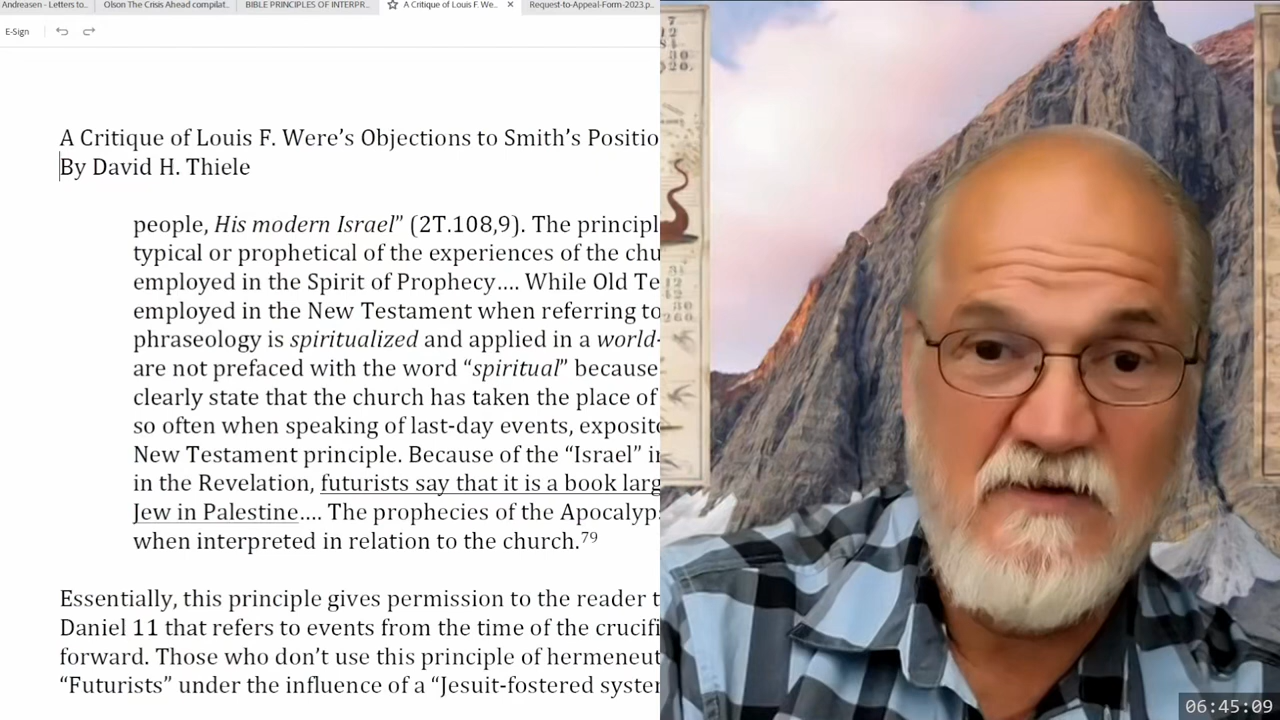 Andreasen - Letters to..
Olson The Crisis Ahead compilat..
BIBLE PRINCIPLES OF INTERPR...
A Critique of Louis F. We...
Request-to-Appeal-Form-2023.p..
E-Sign
A Critique of Louis F. Were’s Objections to Smith’s Positio
By David H. Thiele
people, His modern Israel” (2T.108,9). The principl
typical or prophetical of the experiences of the chu
employed in the Spirit of Prophecy.... While Old Te
employed in the New Testament when referring to
phraseology is spiritualized and applied in a world-
are not prefaced with the word “spiritual” because
clearly state that the church has taken the place of
so often when speaking of last-day events, exposito
New Testament principle. Because of the “Israel” i
in the Revelation, futurists say that it is a book larg
Jew in Palestine.... The prophecies of the Apocalyp
when interpreted in relation to the church.79
Essentially, this principle gives permission to the reader t
Daniel 11 that refers to events from the time of the crucifi
forward. Those who don’t use this principle of hermeneut
“Futurists” under the influence of a “Jesuit-fostered syste
06:45:09